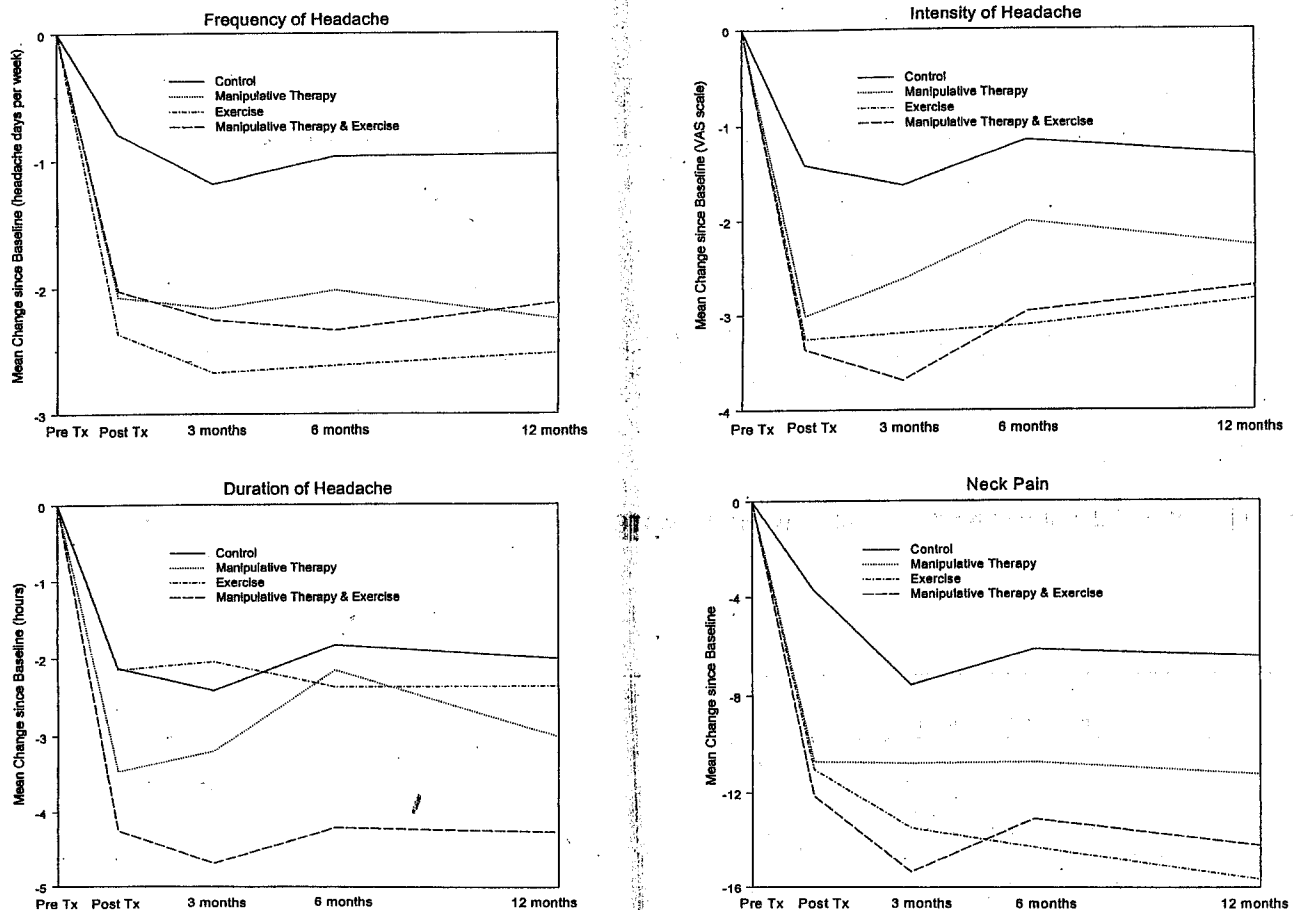 Frequency of Headache
Mean Change since Baseline (headache days per week)
0
-1
-2
-3
Control
Manipulative Therapy
Exercise
Manipulative Therapy & Exercise
Pre Tx Post Tx 3 months 6 months 12 months
Intensity of Headache
Mean Change since Baseline (VAS scale)
0
-1
-2
-3
-4
Control
Manipulative Therapy
Exercise
Manipulative Therapy & Exercise
Pre Tx Post Tx 3 months 6 months 12 months
Duration of Headache
Mean Change since Baseline (hours)
0
-1
-2
-3
-4
-5
Control
Manipulative Therapy
Exercise
Manipulative Therapy & Exercise
Pre Tx Post Tx 3 months 6 months 12 months
Neck Pain
Mean Change since Baseline
0
-4
-8
-12
-16
Control
Manipulative Therapy
Exercise
Manipulative Therapy & Exercise
Pre Tx Post Tx 3 months 6 months 12 months